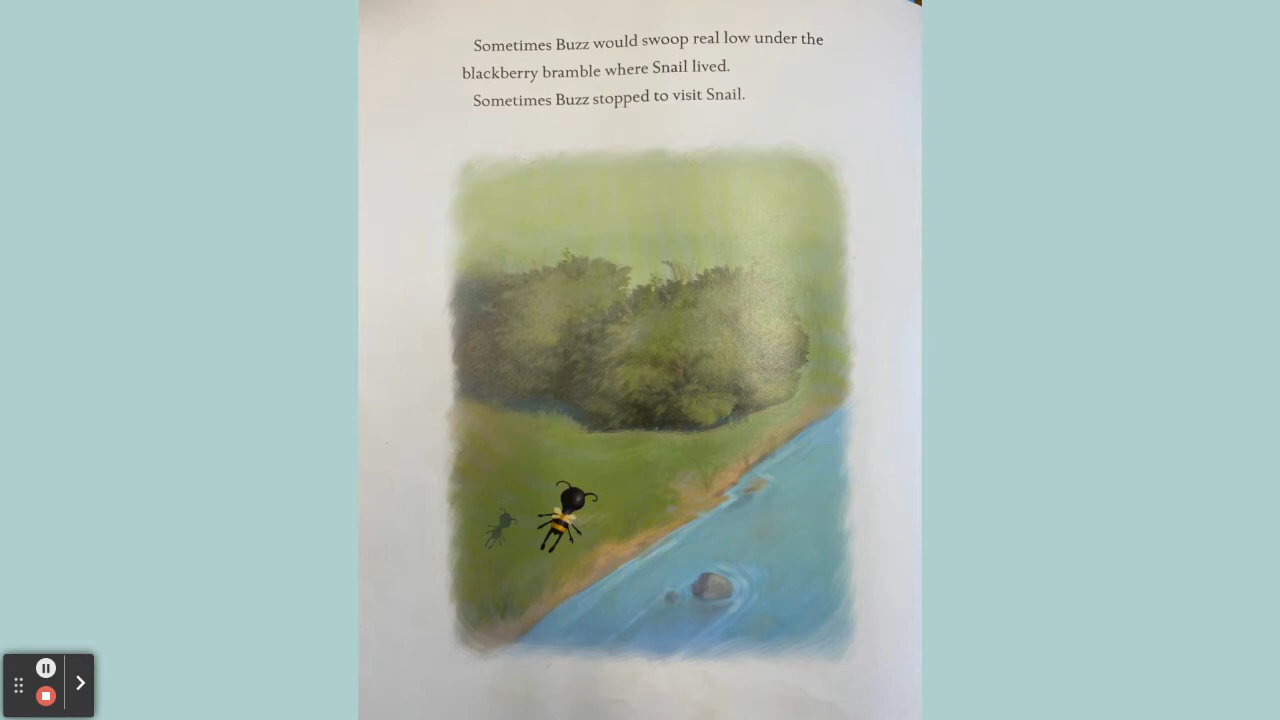 Sometimes Buzz would swoop real low under the
blackberry bramble where Snail lived.
Sometimes Buzz stopped to visit Snail.